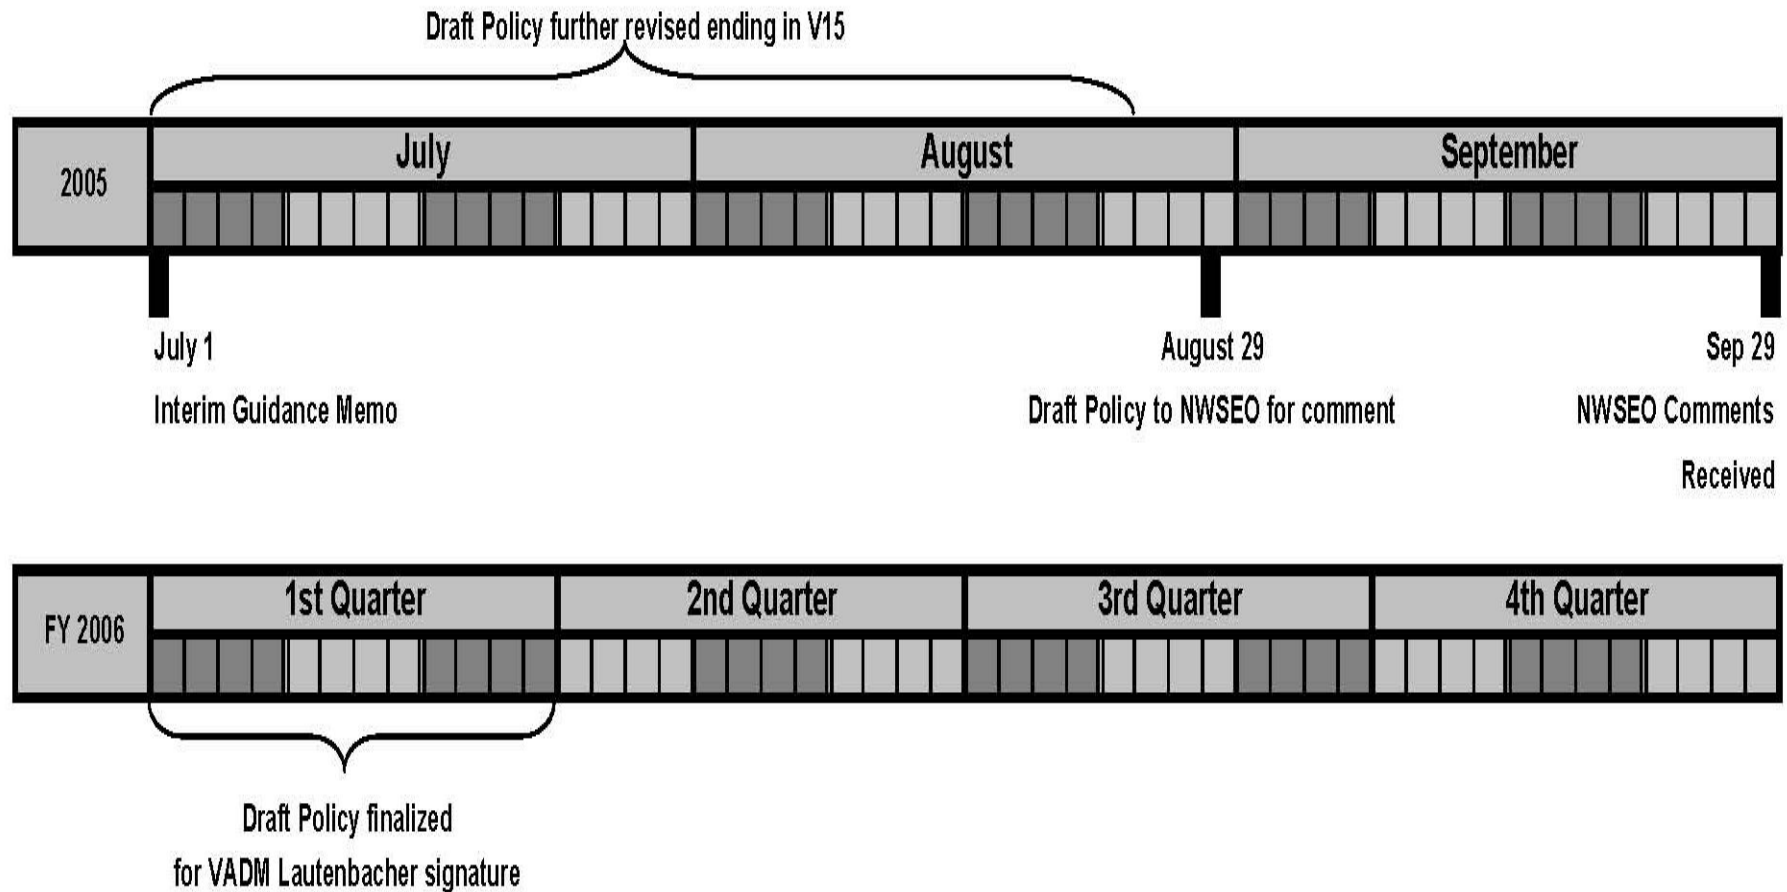 Draft Policy further revised ending in V15
2005
July
August
September
July 1
Interim Guidance Memo
August 29
Draft Policy to NWSEO for comment
Sep 29
NWSEO Comments
Received
FY 2006
1st Quarter
2nd Quarter
3rd Quarter
4th Quarter
Draft Policy finalized
for VADM Lautenbacher signature